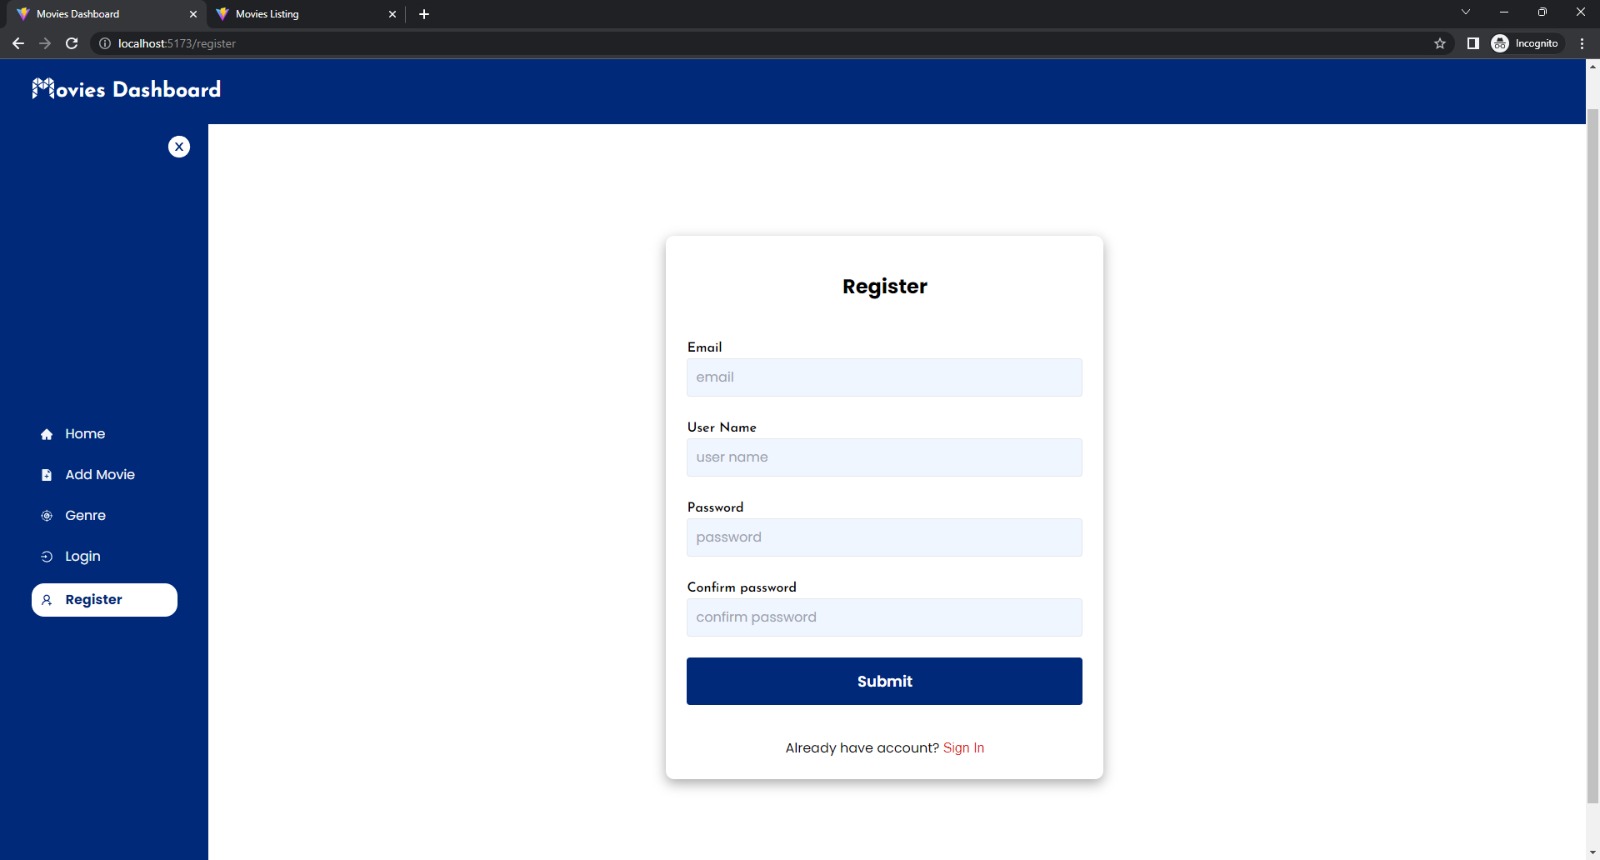 Movies Dashboard
Movies Listing
localhost:5173/register
Incognito
Movies Dashboard
X
Home
Add Movie
Genre
Login
Register
Register
Email
email
User Name
user name
Password
password
Confirm password
confirm password
Submit
Already have account? Sign In